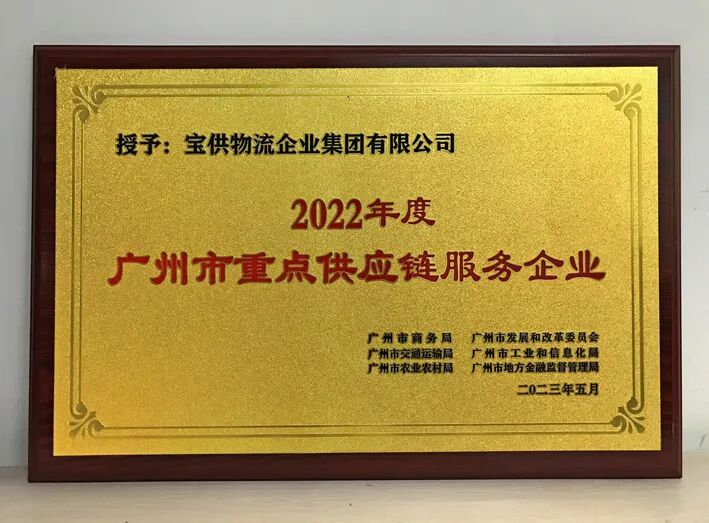 授予：宝供物流企业集团有限公司
2022年度
广州市重点供应链服务企业
广州市商务局 广州市发展和改革委员会
广州市交通运输局 广州市工业和信息化局
广州市农业农村局 广州市地方金融监督管理局
二〇二三年五月